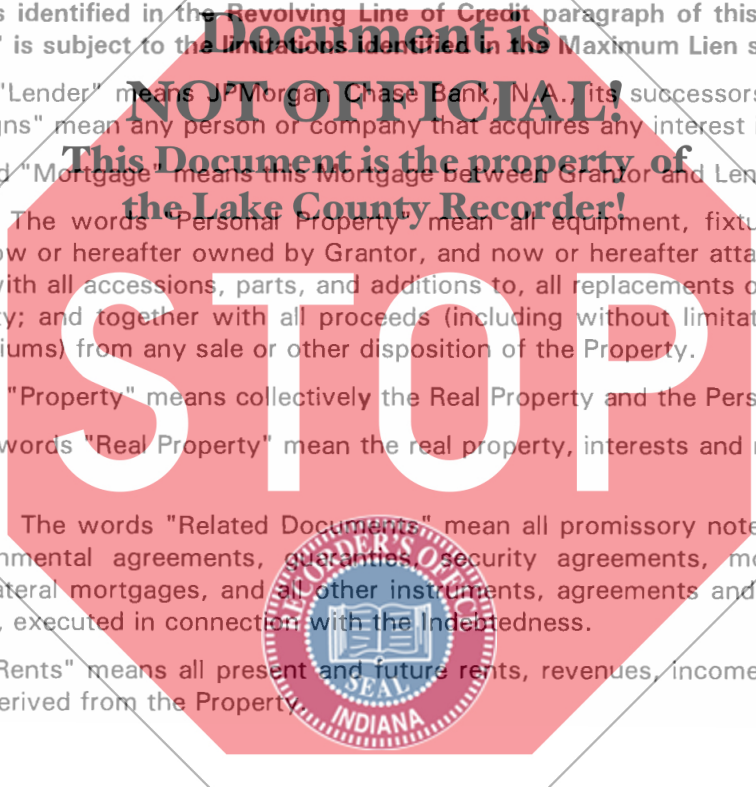 s identified in the Revolving Line of Credit paragraph of this
" is subject to the limitations identified in the Maximum Lien s
Document is
"Lender" means JPMorgan Chase Bank, N.A., its successors
NOT OFFICIAL!
gns" mean any person or company that acquires any interest
This Document is the property of
d "Mortgage" means this Mortgage between Grantor and Len
the Lake County Recorder!
The words "Personal Property" mean all equipment, fixtu
ow or hereafter owned by Grantor, and now or hereafter atta
with all accessions, parts, and additions to, all replacements o
ty; and together with all proceeds (including without limitat
iums) from any sale or other disposition of the Property.
STOP
"Property" means collectively the Real Property and the Pers
words "Real Property" mean the real property, interests and r
The words "Related Documents" mean all promissory note
nmental agreements, guaranties, security agreements, mo
ateral mortgages, and all other instruments, agreements and
, executed in connection with the Indebtedness.
Rents" means all present and future rents, revenues, income
erived from the Property.
RECORDER'S OFFICE
SEAL
INDIANA